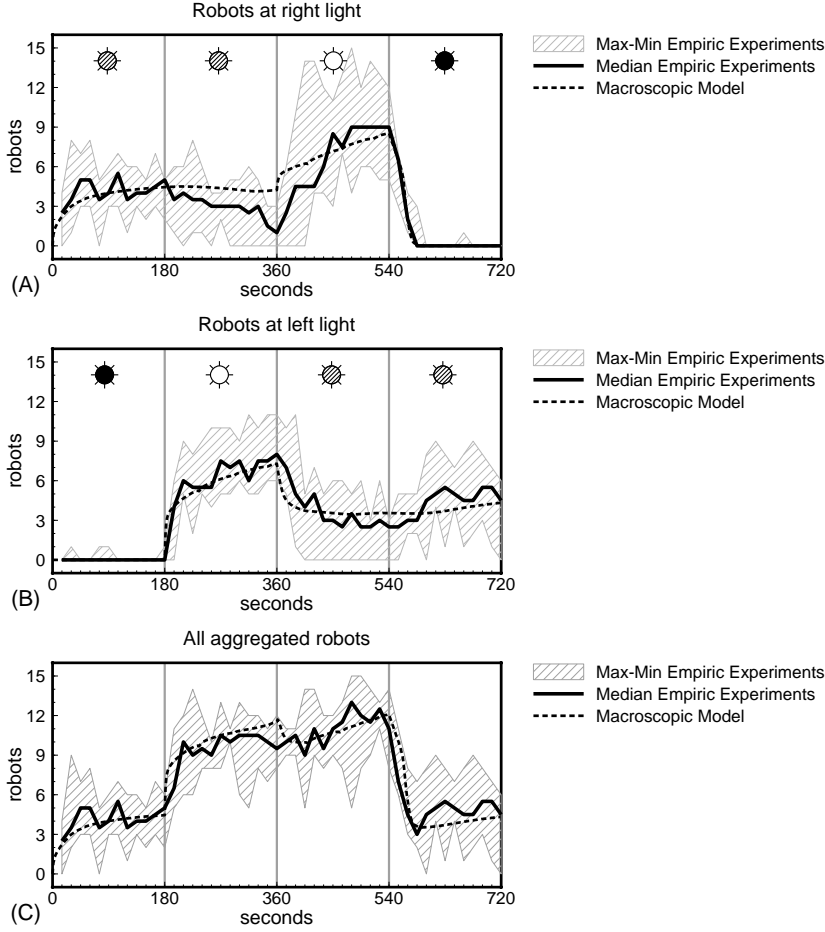 Robots at right light
15
12
9
6
3
0
robots
0 180 360 540 720
seconds
(A)
Max-Min Empiric Experiments
Median Empiric Experiments
Macroscopic Model
Robots at left light
15
12
9
6
3
0
robots
0 180 360 540 720
seconds
(B)
Max-Min Empiric Experiments
Median Empiric Experiments
Macroscopic Model
All aggregated robots
15
12
9
6
3
0
robots
0 180 360 540 720
seconds
(C)
Max-Min Empiric Experiments
Median Empiric Experiments
Macroscopic Model